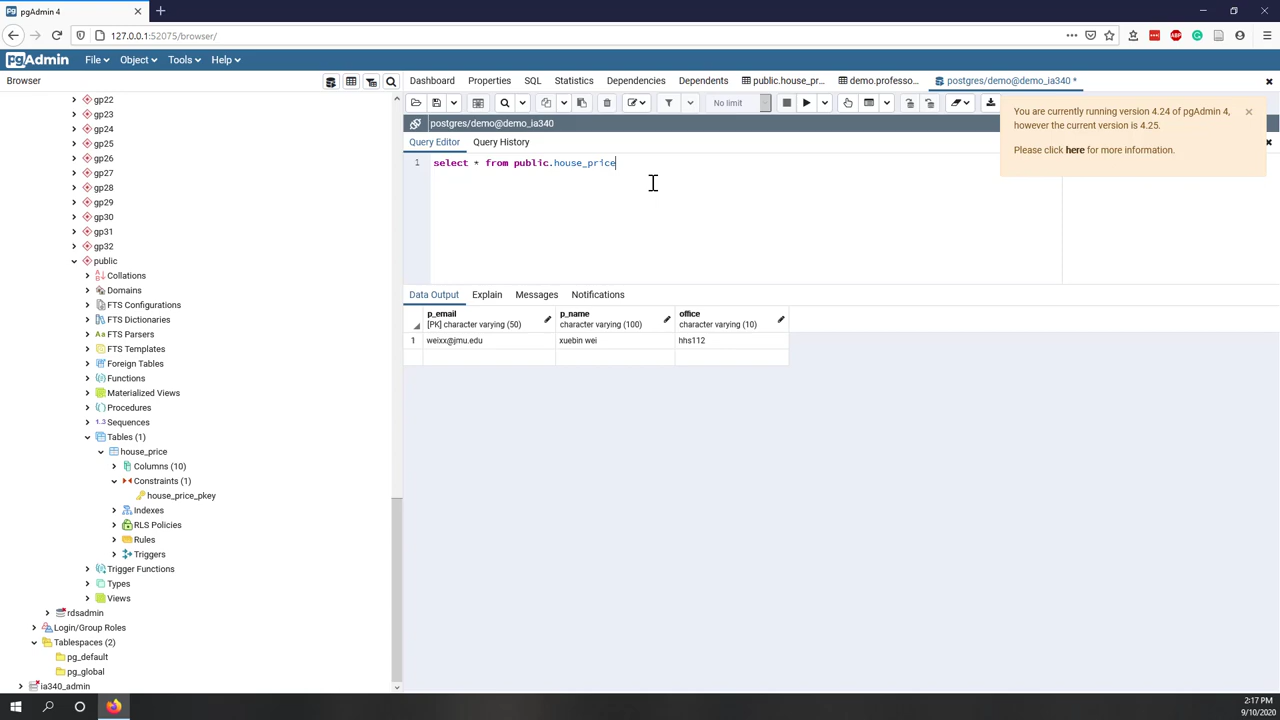 pgAdmin 4
127.0.0.1:52075/browser/
pgAdmin File Object Tools Help
Browser
Dashboard Properties SQL Statistics Dependencies Dependents public.house_pr... demo.professo... postgres/demo@demo_ia340 *
No limit
postgres/demo@demo_ia340
Query Editor Query History
1 select * from public.house_price
You are currently running version 4.24 of pgAdmin 4,
however the current version is 4.25.
Please click here for more information.
gp22
gp23
gp24
gp25
gp26
gp27
gp28
gp29
gp30
gp31
gp32
public
Collations
Domains
FTS Configurations
FTS Dictionaries
FTS Parsers
FTS Templates
Foreign Tables
Functions
Materialized Views
Procedures
1.3 Sequences
Tables (1)
house_price
Columns (10)
Constraints (1)
house_price_pkey
Indexes
RLS Policies
Rules
Triggers
Trigger Functions
Types
Views
rdsadmin
Login/Group Roles
Tablespaces (2)
pg_default
pg_global
ia340_admin
Data Output Explain Messages Notifications
p_email p_name office
[PK] character varying (50) character varying (100) character varying (10)
1 weixx@jmu.edu xuebin wei hhs112
2:17 PM
9/10/2020